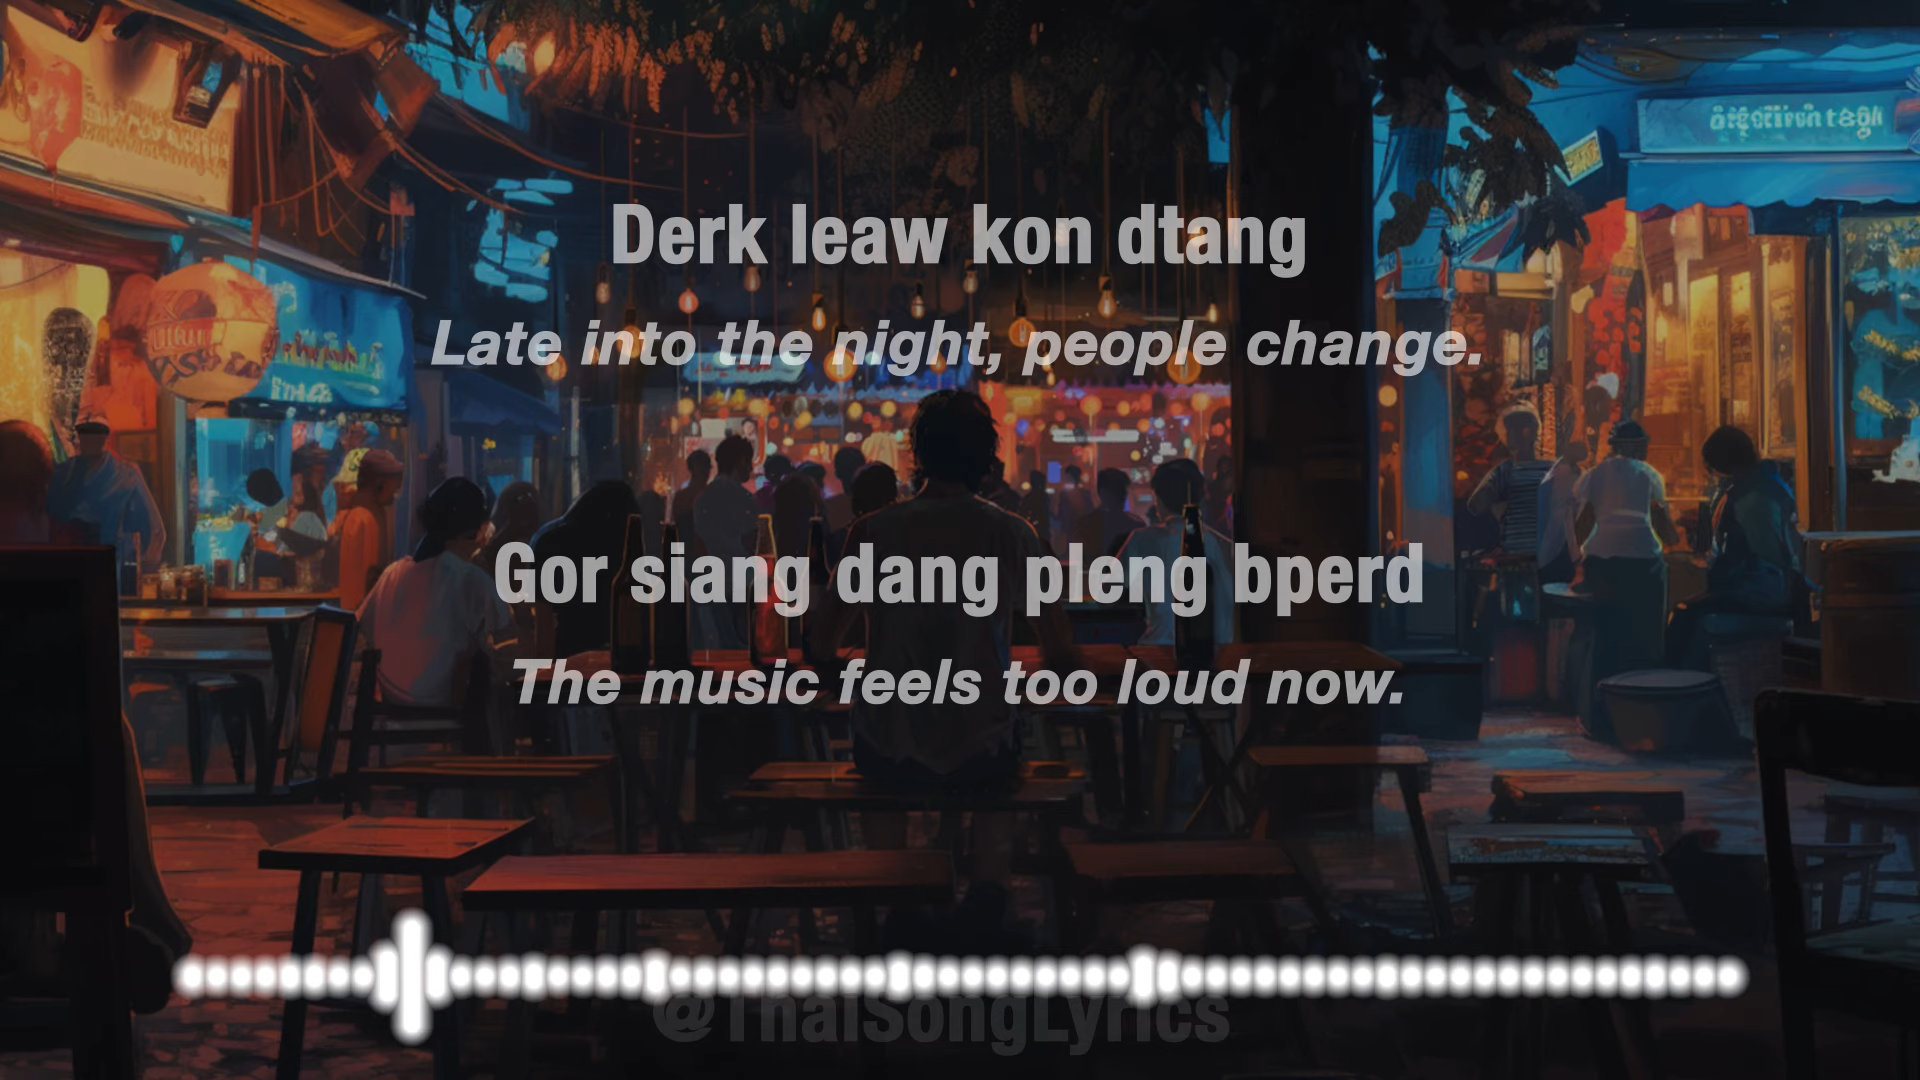 Derk leaw kon dtang
Late into the night, people change.
Gor siang dang pleng bperd
The music feels too loud now.
@ThaiSongLyrics